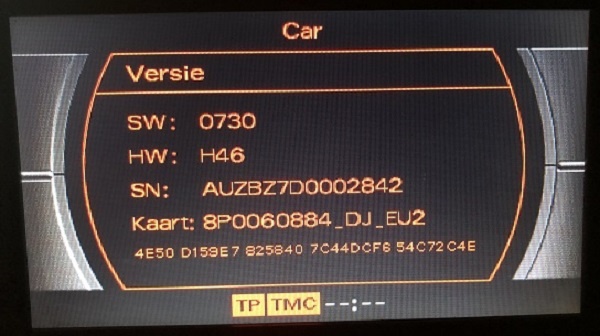 Car
Versie
SW: 0730
HW: H46
SN: AUZBZ7D0002842
Kaart: 8P0060884_DJ_EU2
4E50 D159E7 825840 7C44DCF6 54C72C4E
TP TMC --:--